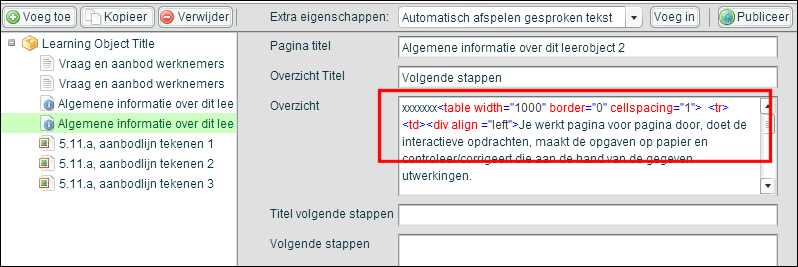 Voeg toe Kopieer Verwijder Extra eigenschappen: Automatisch afspelen gesproken tekst Voeg in Publiceer
Learning Object Title
Vraag en aanbod werknemers
Vraag en aanbod werknemers
Algemene informatie over dit lee
Algemene informatie over dit lee
5.11.a, aanbodlijn tekenen 1
5.11.a, aanbodlijn tekenen 2
5.11.a, aanbodlijn tekenen 3
Pagina titel Algemene informatie over dit leerobject 2
Overzicht Titel Volgende stappen
Overzicht xxxxxxx<table width="1000" border="0" cellspacing="1"> <tr>
<td><div align ="left">Je werkt pagina voor pagina door, doet de
interactieve opdrachten, maakt de opgaven op papier en
controleer/corrigeert die aan de hand van de gegeven
utwerkingen.
Titel volgende stappen
Volgende stappen